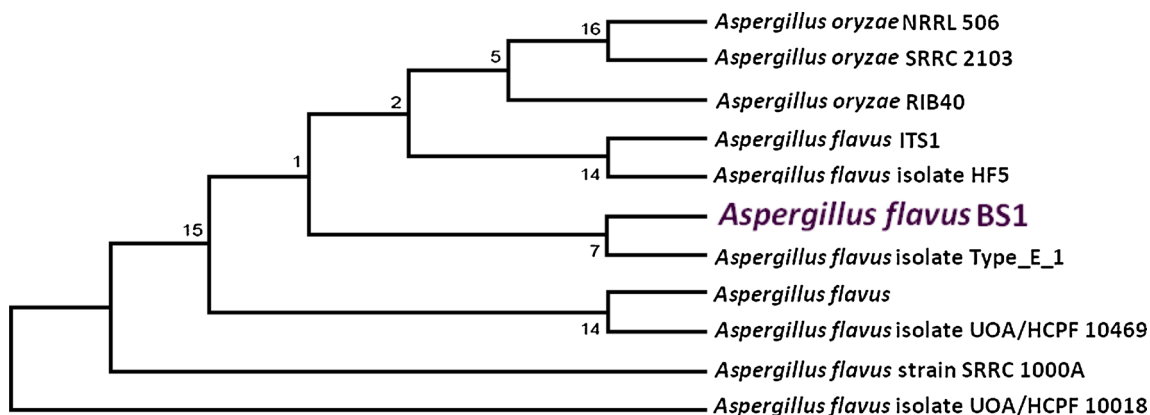 16
Aspergillus oryzae NRRL 506
5
Aspergillus oryzae SRRC 2103
2
Aspergillus oryzae RIB40
Aspergillus flavus ITS1
1
14
Aspergillus flavus isolate HF5
Aspergillus flavus BS1
15
7
Aspergillus flavus isolate Type_E_1
Aspergillus flavus
14
Aspergillus flavus isolate UOA/HCPF 10469
Aspergillus flavus strain SRRC 1000A
Aspergillus flavus isolate UOA/HCPF 10018